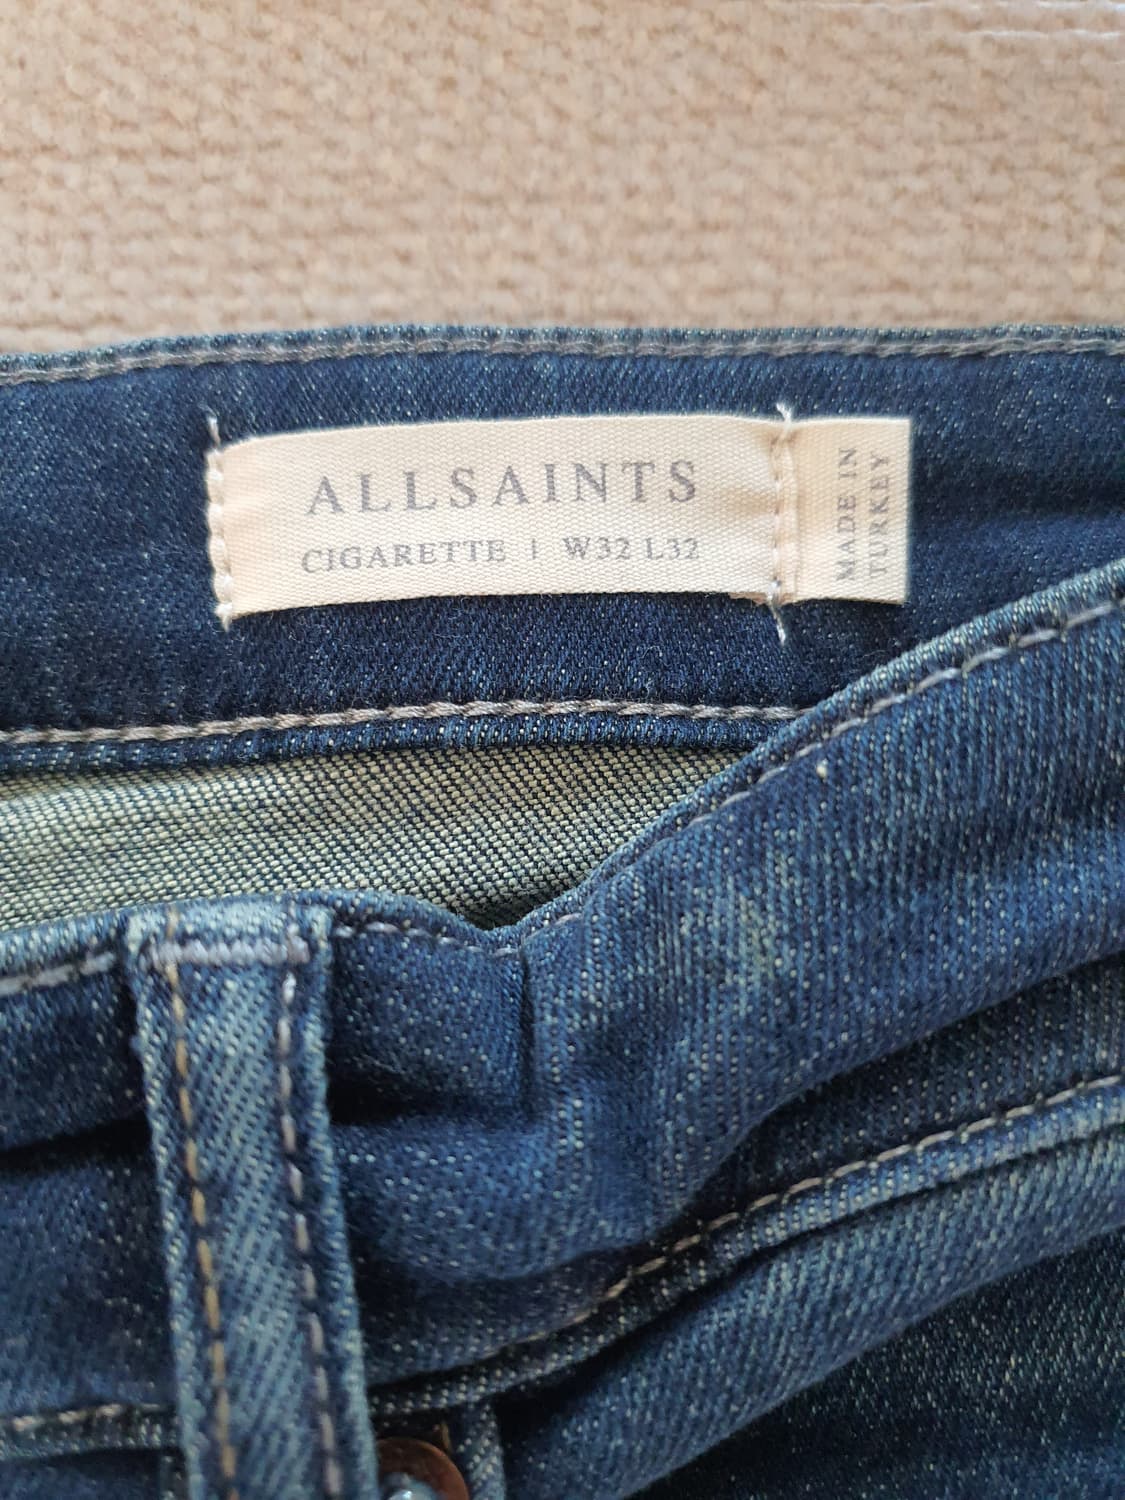 ALLSAINTS
CIGARETTE | W32 L32
MADE IN
TURKEY